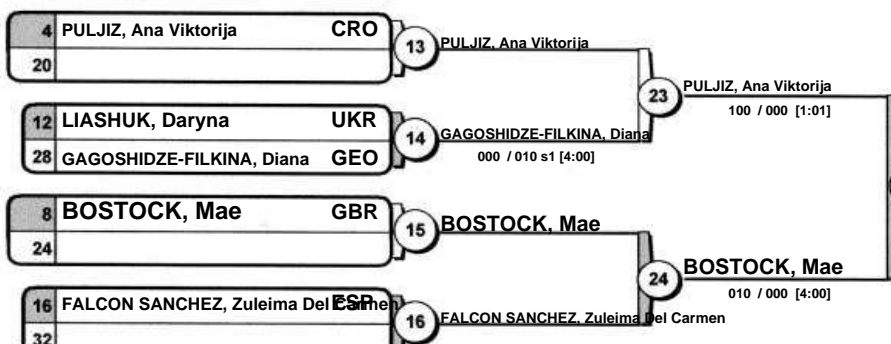 4 PULJIZ, Ana Viktorija CRO
20
13 PULJIZ, Ana Viktorija
12 LIASHUK, Daryna UKR
28 GAGOSHIDZE-FILKINA, Diana GEO
14 GAGOSHIDZE-FILKINA, Diana
000 / 010 s1 [4:00]
23 PULJIZ, Ana Viktorija
100 / 000 [1:01]
8 BOSTOCK, Mae GBR
24
15 BOSTOCK, Mae
16 FALCON SANCHEZ, Zuleima Del Carmen ESP
32
16 FALCON SANCHEZ, Zuleima Del Carmen
24 BOSTOCK, Mae
010 / 000 [4:00]